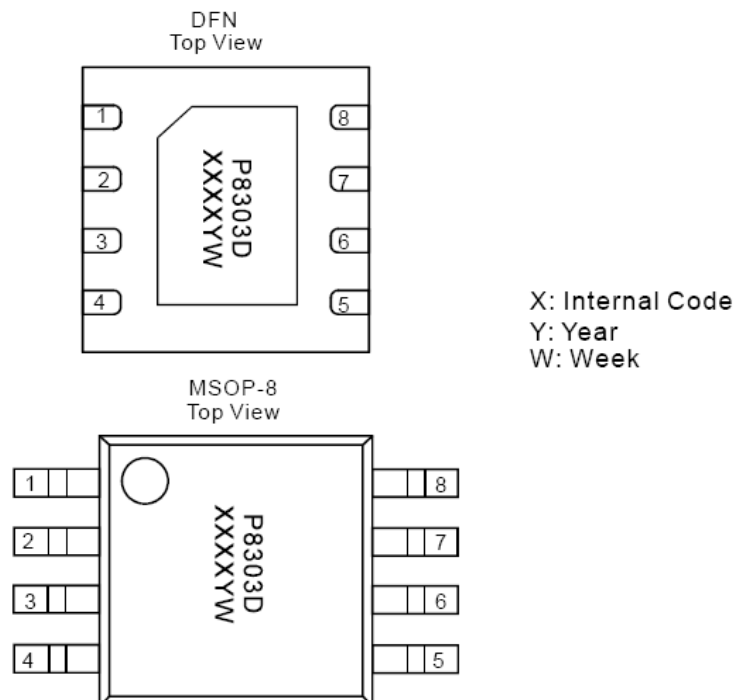 DFN
Top View
1
8
2
7
3
6
4
5
P8303D
XXXXYW
X: Internal Code
Y: Year
W: Week
MSOP-8
Top View
1
8
2
7
3
6
4
5
P8303D
XXXXYW